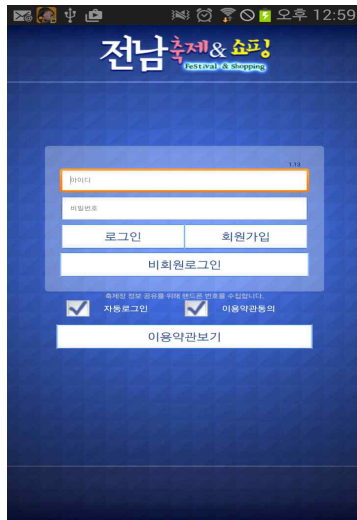 오후 12:59
전남축제&쇼핑
FeStival & Shopping
1.13
아이디
비밀번호
로그인 회원가입
비회원로그인
축제장 정보 공유를 위해 핸드폰 번호를 수집합니다.
자동로그인 이용약관동의
이용약관보기